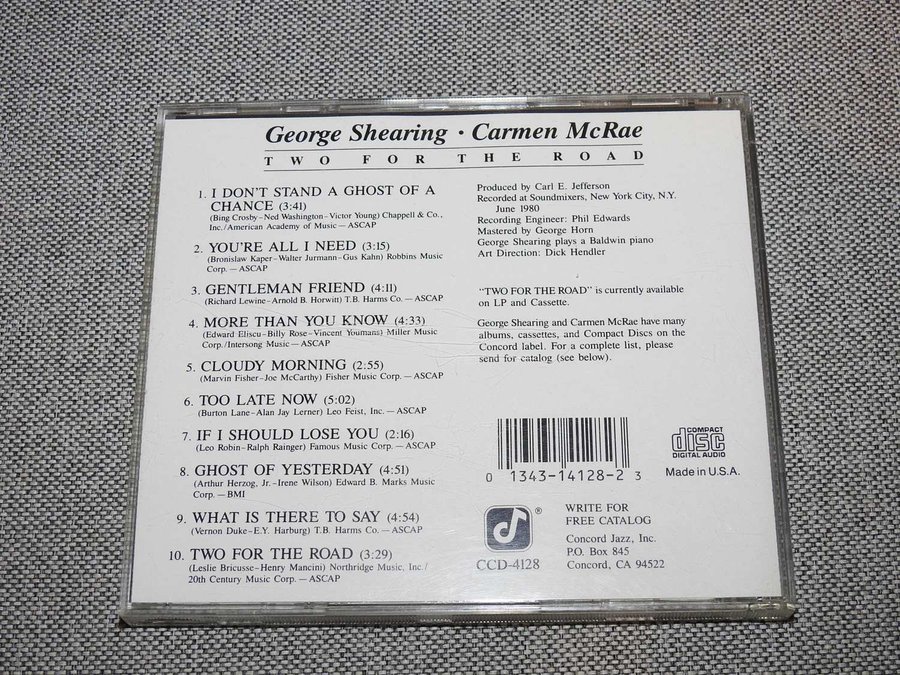 George Shearing · Carmen McRae
TWO FOR THE ROAD
1. I DON'T STAND A GHOST OF A
CHANCE (3:41)
(Bing Crosby–Ned Washington–Victor Young) Chappell & Co.,
Inc./American Academy of Music — ASCAP
2. YOU'RE ALL I NEED (3:15)
(Bronislaw Kaper–Walter Jurmann–Gus Kahn) Robbins Music
Corp. — ASCAP
3. GENTLEMAN FRIEND (4:11)
(Richard Lewine–Arnold B. Horwitt) T.B. Harms Co. — ASCAP
4. MORE THAN YOU KNOW (4:33)
(Edward Eliscu–Billy Rose–Vincent Youmans) Miller Music
Corp./Intersong Music — ASCAP
5. CLOUDY MORNING (2:55)
(Marvin Fisher–Joe McCarthy) Fisher Music Corp. — ASCAP
6. TOO LATE NOW (5:02)
(Burton Lane–Alan Jay Lerner) Leo Feist, Inc. — ASCAP
7. IF I SHOULD LOSE YOU (2:16)
(Leo Robin–Ralph Rainger) Famous Music Corp. — ASCAP
8. GHOST OF YESTERDAY (4:51)
(Arthur Herzog, Jr.–Irene Wilson) Edward B. Marks Music
Corp. — BMI
9. WHAT IS THERE TO SAY (4:54)
(Vernon Duke–E.Y. Harburg) T.B. Harms Co. — ASCAP
10. TWO FOR THE ROAD (3:29)
(Leslie Bricusse–Henry Mancini) Northridge Music, Inc./
20th Century Music Corp. — ASCAP
Produced by Carl E. Jefferson
Recorded at Soundmixers, New York City, N.Y.
June 1980
Recording Engineer: Phil Edwards
Mastered by George Horn
George Shearing plays a Baldwin piano
Art Direction: Dick Hendler
"TWO FOR THE ROAD" is currently available
on LP and Cassette.
George Shearing and Carmen McRae have many
albums, cassettes, and Compact Discs on the
Concord label. For a complete list, please
send for catalog (see below).
0 1343-14128-2 3
COMPACT
disc
DIGITAL AUDIO
Made in U.S.A.
®
CCD-4128
WRITE FOR
FREE CATALOG
Concord Jazz, Inc.
P.O. Box 845
Concord, CA 94522